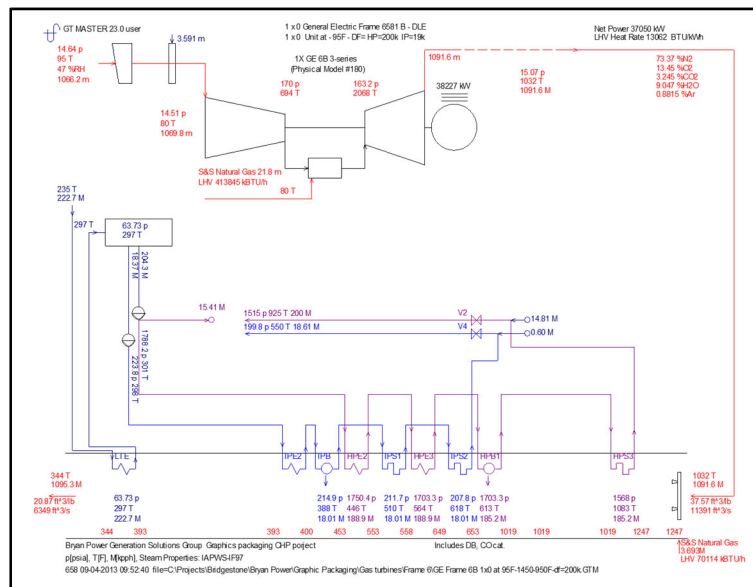 GT MASTER 23.0 user
3.591 m
1 x 0 General Electric Frame 6581 B - DLE
1 x 0 Unit at - 95F - DF= HP=200k IP=19k
Net Power 37050 kW
LHV Heat Rate 13062 BTU/kWh
14.64 p
95 T
47 %RH
1066.2 m
1X GE 6B 3-series
(Physical Model #180)
1091.6 m
15.07 p
1032 T
1091.6 M
73.37 %N2
13.45 %O2
3.245 %CO2
9.047 %H2O
0.8815 %Ar
170 p
694 T
163.2 p
2068 T
38227 kW
14.51 p
80 T
1069.8 m
S&S Natural Gas 21.8 m
LHV 413845 kBTU/h
80 T
235 T
222.7 M
297 T
63.73 p
297 T
204.3 M
18.37 M
15.41 M
1515 p 925 T 200 M
V2
14.81 M
199.8 p 550 T 18.61 M
V4
0.60 M
1788.2 p 301 T
223.8 p 298 T
LTE
IPE2
IPB
HPE2
IPS1
HPE3
IPS2
HPB1
HPS3
344 T
1095.3 M
20.87 ft^3/lb
6349 ft^3/s
63.73 p
297 T
222.7 M
214.9 p
388 T
18.01 M
1750.4 p
446 T
188.9 M
211.7 p
510 T
18.01 M
1703.3 p
564 T
188.9 M
207.8 p
618 T
18.01 M
1703.3 p
613 T
185.2 M
1568 p
1083 T
185.2 M
1032 T
1091.6 M
37.57 ft^3/lb
11391 ft^3/s
344 393 393 400 453 553 558 649 653 1019 1019 1019 1247 1247
S&S Natural Gas
3.693M
LHV 70114 kBTU/h
Bryan Power Generation Solutions Group Graphics packaging CHP porject Includes DB, CO cat.
p[psia], T[F], M[kpph], Steam Properties: IAPWS-IF97
658 09-04-2013 09:52:40 file=C:\Projects\Bridgestone\Bryan Power\Graphic Packaging\Gas turbines\Frame 6\GE Frame 6B 1x0 at 95F-1450-950F-df=200k.GTM